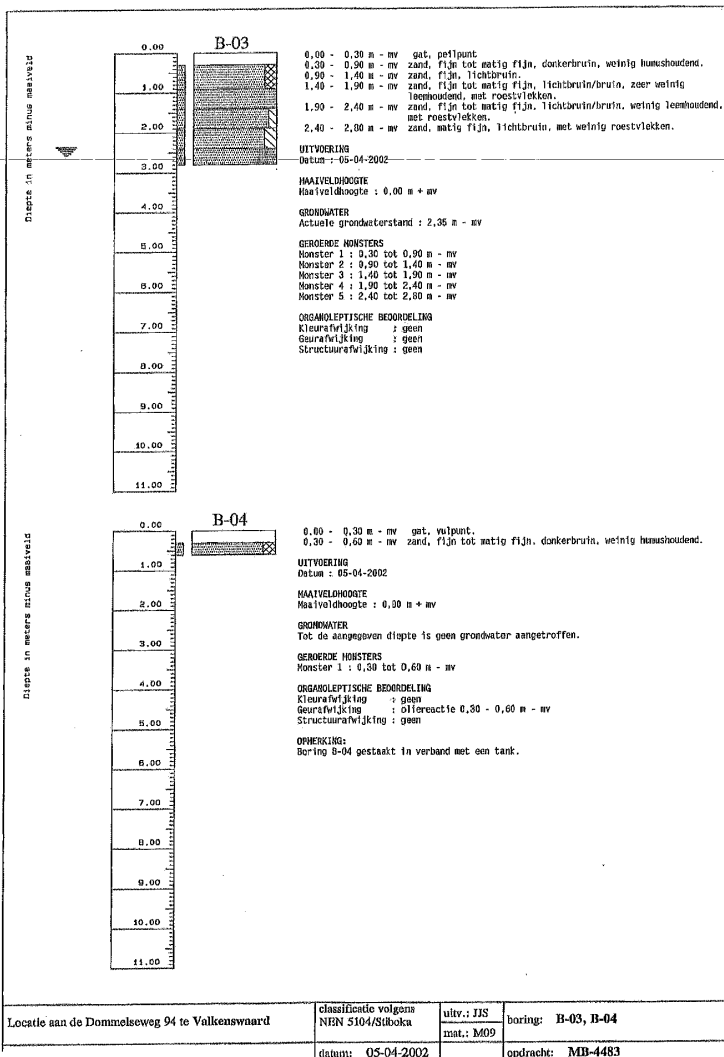 B-03
Diepte in meters minus maaiveld
0.00
1.00
2.00
3.00
4.00
5.00
6.00
7.00
8.00
9.00
10.00
11.00
0,00 - 0,30 m - mv gat, peilpunt
0,30 - 0,90 m - mv zand, fijn tot matig fijn, donkerbruin, weinig humushoudend.
0,90 - 1,40 m - mv zand, fijn, lichtbruin.
1,40 - 1,90 m - mv zand, fijn tot matig fijn, lichtbruin/bruin, zeer weinig
leemhoudend, met roestvlekken.
1,90 - 2,40 m - mv zand, fijn tot matig fijn, lichtbruin/bruin, weinig leemhoudend,
met roestvlekken.
2,40 - 2,80 m - mv zand, matig fijn, lichtbruin, met weinig roestvlekken.
UITVOERING
Datum : 05-04-2002
MAAIVELDHOOGTE
Maaiveldhoogte : 0,00 m + mv
GRONDWATER
Actuele grondwaterstand : 2,35 m - mv
GEROERDE MONSTERS
Monster 1 : 0,30 tot 0,90 m - mv
Monster 2 : 0,90 tot 1,40 m - mv
Monster 3 : 1,40 tot 1,90 m - mv
Monster 4 : 1,90 tot 2,40 m - mv
Monster 5 : 2,40 tot 2,80 m - mv
ORGANOLEPTISCHE BEOORDELING
Kleurafwijking : geen
Geurafwijking : geen
Structuurafwijking : geen
B-04
Diepte in meters minus maaiveld
0.00
1.00
2.00
3.00
4.00
5.00
6.00
7.00
8.00
9.00
10.00
11.00
0,00 - 0,30 m - mv gat, vulpunt.
0,30 - 0,60 m - mv zand, fijn tot matig fijn, donkerbruin, weinig humushoudend.
UITVOERING
Datum : 05-04-2002
MAAIVELDHOOGTE
Maaiveldhoogte : 0,00 m + mv
GRONDWATER
Tot de aangegeven diepte is geen grondwater aangetroffen.
GEROERDE MONSTERS
Monster 1 : 0,30 tot 0,60 m - mv
ORGANOLEPTISCHE BEOORDELING
Kleurafwijking : geen
Geurafwijking : oliereactie 0,30 - 0,60 m - mv
Structuurafwijking : geen
OPMERKING:
Boring B-04 gestaakt in verband met een tank.
Locatie aan de Dommelseweg 94 te Valkenswaard
classificatie volgens
NEN 5104/Stiboka
uitv.: JJS
mat.: M09
boring: B-03, B-04
datum: 05-04-2002
opdracht: MB-4483